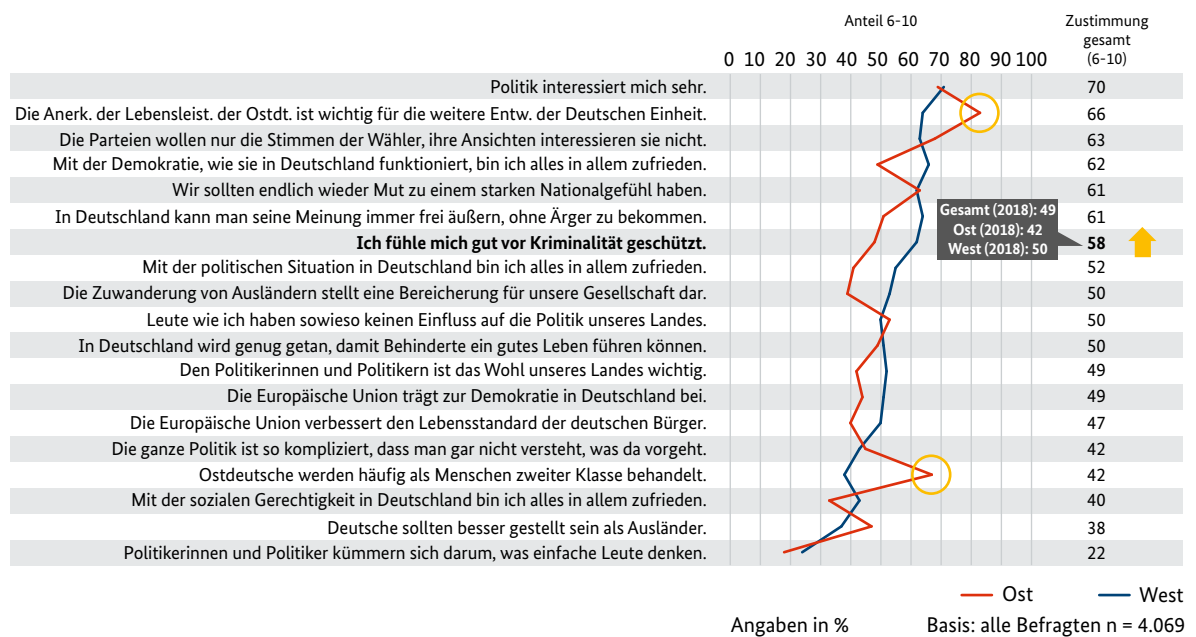 Anteil 6-10
Zustimmung
gesamt
(6-10)
0 10 20 30 40 50 60 70 80 90 100
Politik interessiert mich sehr. 70
Die Anerk. der Lebensleist. der Ostdt. ist wichtig für die weitere Entw. der Deutschen Einheit. 66
Die Parteien wollen nur die Stimmen der Wähler, ihre Ansichten interessieren sie nicht. 63
Mit der Demokratie, wie sie in Deutschland funktioniert, bin ich alles in allem zufrieden. 62
Wir sollten endlich wieder Mut zu einem starken Nationalgefühl haben. 61
In Deutschland kann man seine Meinung immer frei äußern, ohne Ärger zu bekommen. 61
Gesamt (2018): 49
Ost (2018): 42
West (2018): 50
Ich fühle mich gut vor Kriminalität geschützt. 58
Mit der politischen Situation in Deutschland bin ich alles in allem zufrieden. 52
Die Zuwanderung von Ausländern stellt eine Bereicherung für unsere Gesellschaft dar. 50
Leute wie ich haben sowieso keinen Einfluss auf die Politik unseres Landes. 50
In Deutschland wird genug getan, damit Behinderte ein gutes Leben führen können. 50
Den Politikerinnen und Politikern ist das Wohl unseres Landes wichtig. 49
Die Europäische Union trägt zur Demokratie in Deutschland bei. 49
Die Europäische Union verbessert den Lebensstandard der deutschen Bürger. 47
Die ganze Politik ist so kompliziert, dass man gar nicht versteht, was da vorgeht. 42
Ostdeutsche werden häufig als Menschen zweiter Klasse behandelt. 42
Mit der sozialen Gerechtigkeit in Deutschland bin ich alles in allem zufrieden. 40
Deutsche sollten besser gestellt sein als Ausländer. 38
Politikerinnen und Politiker kümmern sich darum, was einfache Leute denken. 22
Ost West
Angaben in % Basis: alle Befragten n = 4.069